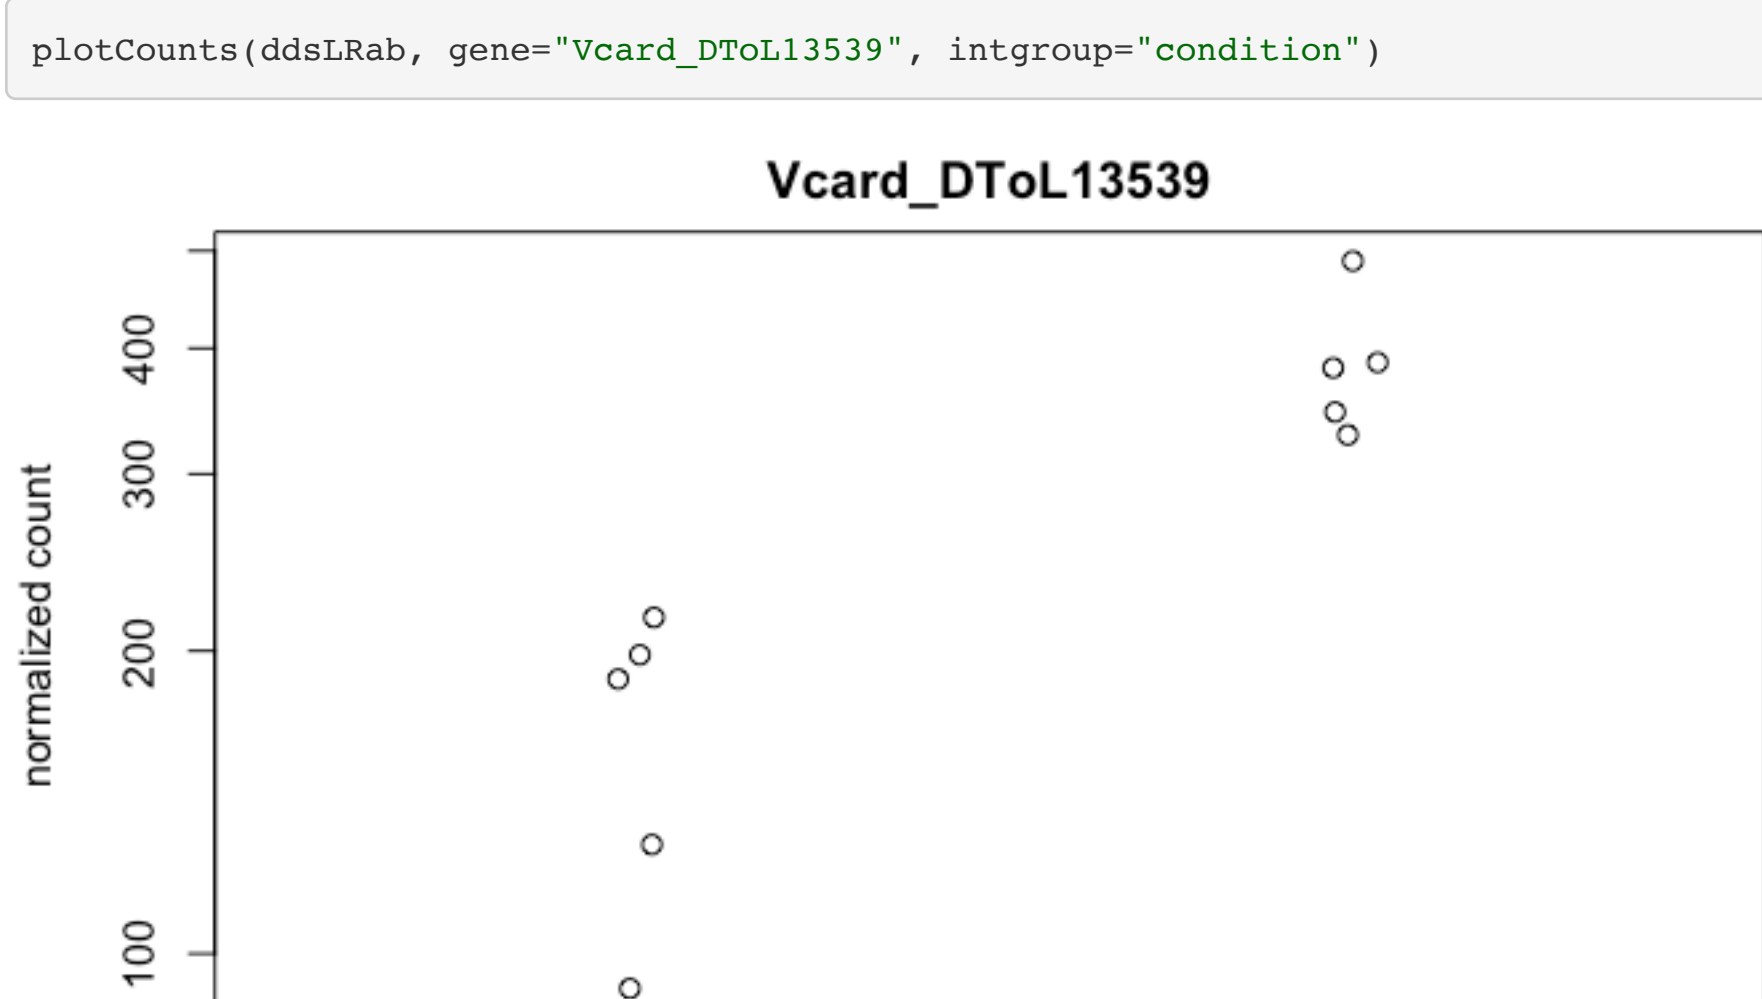 plotCounts(ddsLRab, gene="Vcard_DToL13539", intgroup="condition")
Vcard_DToL13539
400
300
200
100
normalized count